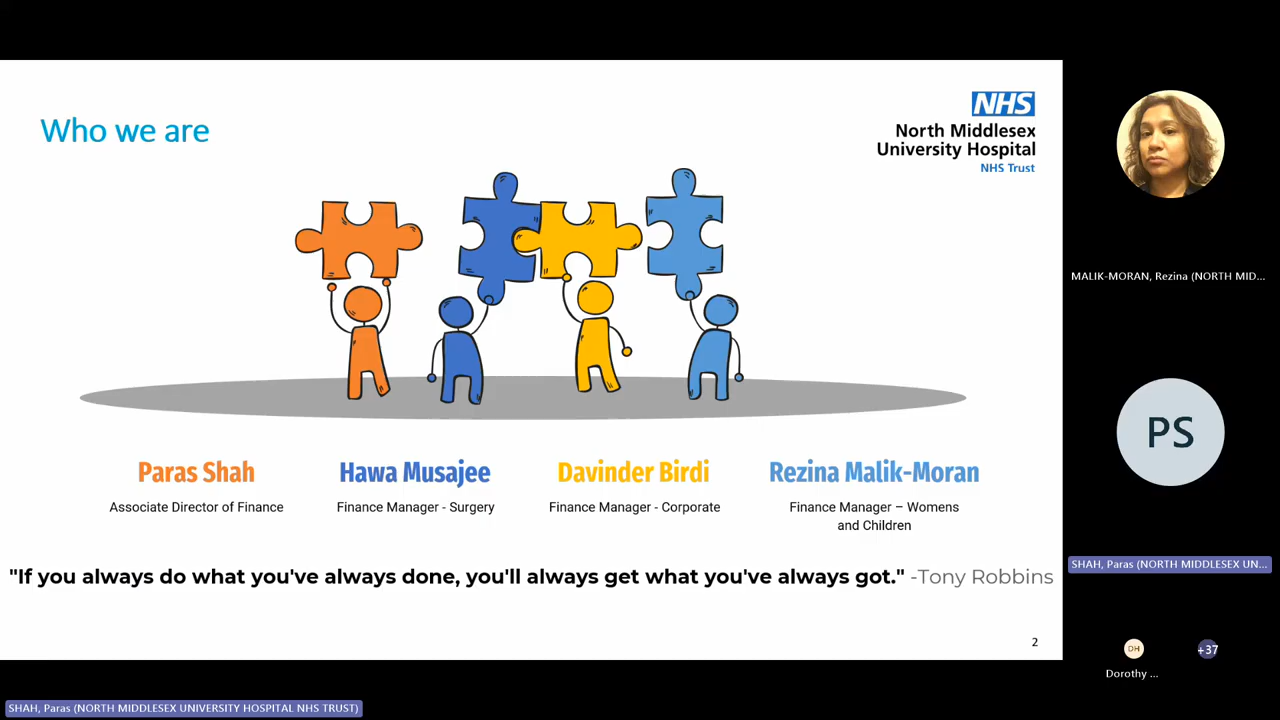 Who we are
NHS
North Middlesex
University Hospital
NHS Trust
Paras Shah
Associate Director of Finance
Hawa Musajee
Finance Manager - Surgery
Davinder Birdi
Finance Manager - Corporate
Rezina Malik-Moran
Finance Manager – Womens
and Children
"If you always do what you've always done, you'll always get what you've always got." -Tony Robbins
2
MALIK-MORAN, Rezina (NORTH MID...
PS
SHAH, Paras (NORTH MIDDLESEX UN...
DH
+37
Dorothy ...
SHAH, Paras (NORTH MIDDLESEX UNIVERSITY HOSPITAL NHS TRUST)